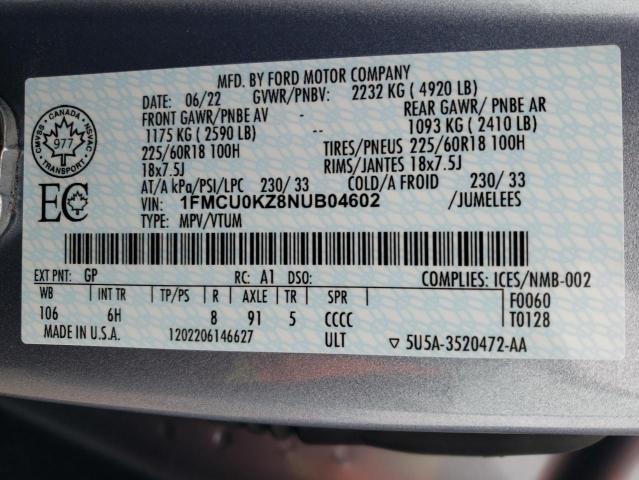 MFD. BY FORD MOTOR COMPANY
DATE: 06/22 GVWR/PNBV: 2232 KG ( 4920 LB)
FRONT GAWR/PNBE AV - REAR GAWR/ PNBE AR
1175 KG ( 2590 LB) -- 1093 KG ( 2410 LB)
225/60R18 100H TIRES/PNEUS 225/60R18 100H
18x7.5J RIMS/JANTES 18x7.5J
AT/A kPa/PSI/LPC 230/ 33 COLD/A FROID 230/ 33
VIN: 1FMCU0KZ8NUB04602 /JUMELEES
TYPE: MPV/VTUM
CANADA
CMVSS NSVAC
977
TRANSPORT
EC
EXT PNT: GP RC: A1 DSO: COMPLIES: ICES/NMB-002
WB INT TR TP/PS R AXLE TR SPR F0060
106 6H 8 91 5 CCCC T0128
MADE IN U.S.A. 1202206146627 ULT ▽ 5U5A-3520472-AA